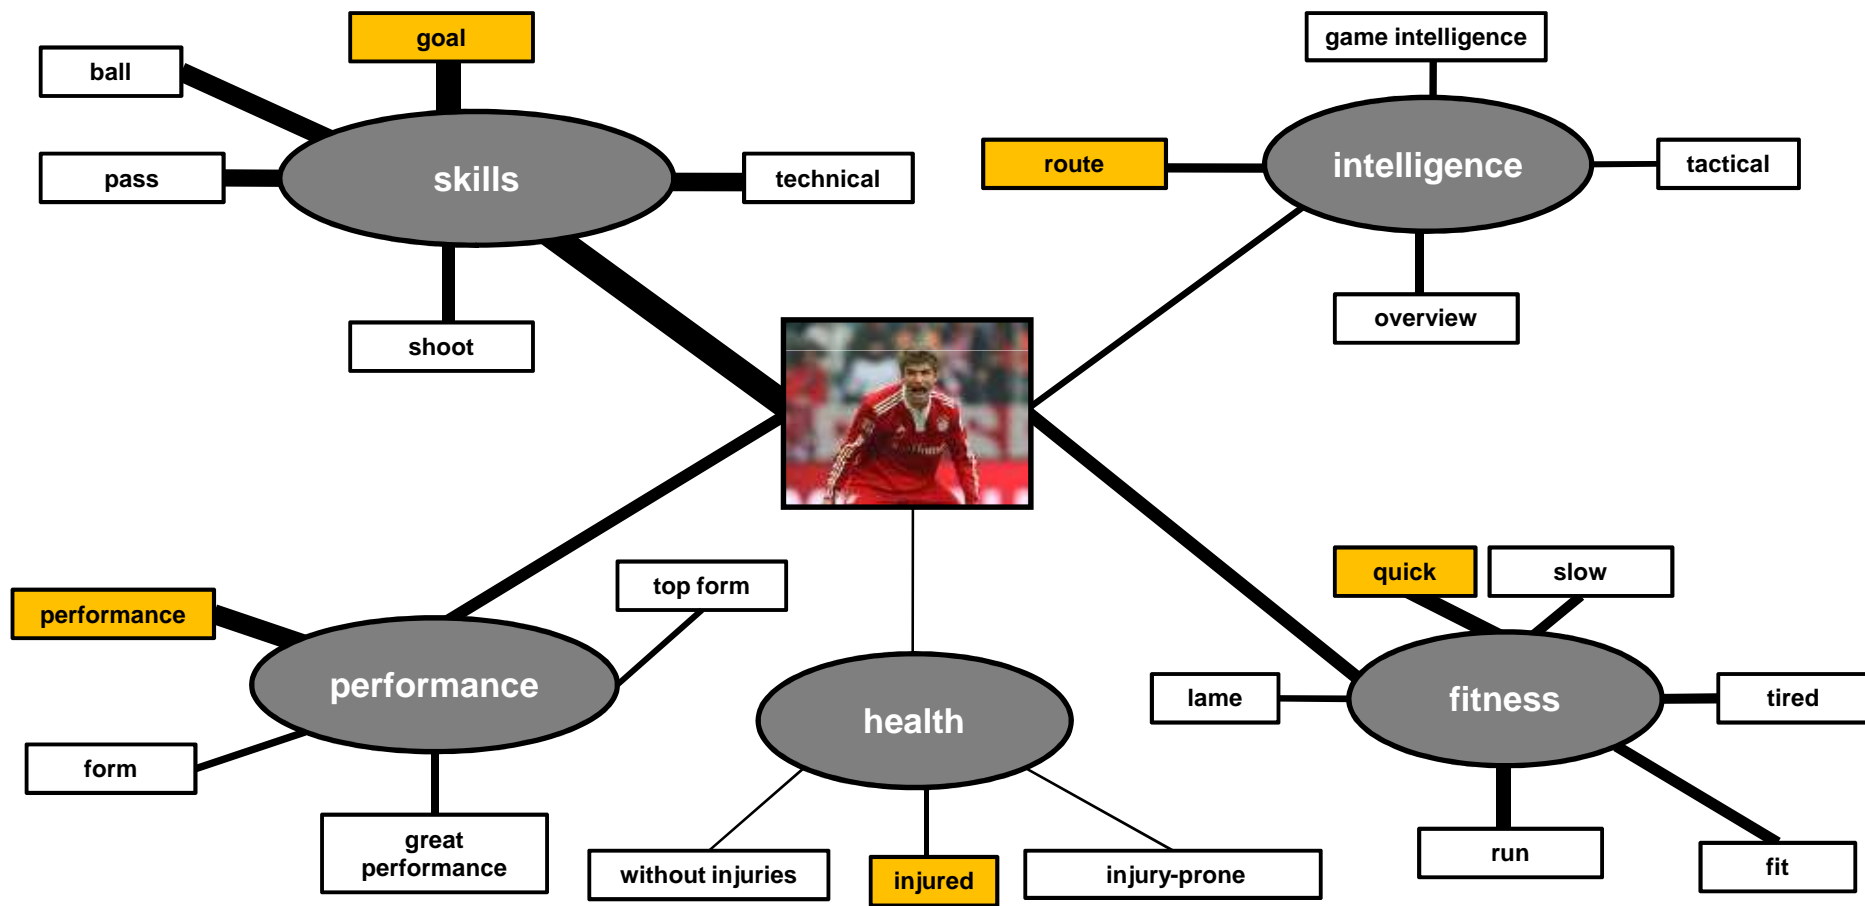 goal
ball
pass
skills
technical
shoot
game intelligence
route
intelligence
tactical
overview
performance
top form
performance
form
great
performance
health
without injuries
injured
injury-prone
quick
slow
lame
fitness
tired
run
fit